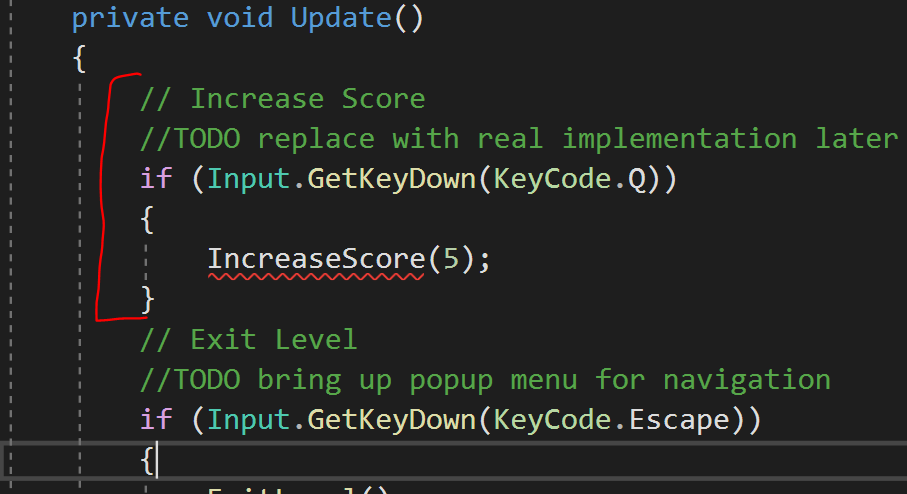 private void Update()
{
// Increase Score
//TODO replace with real implementation later
if (Input.GetKeyDown(KeyCode.Q))
{
IncreaseScore(5);
}
// Exit Level
//TODO bring up popup menu for navigation
if (Input.GetKeyDown(KeyCode.Escape))
{
ExitLevel()